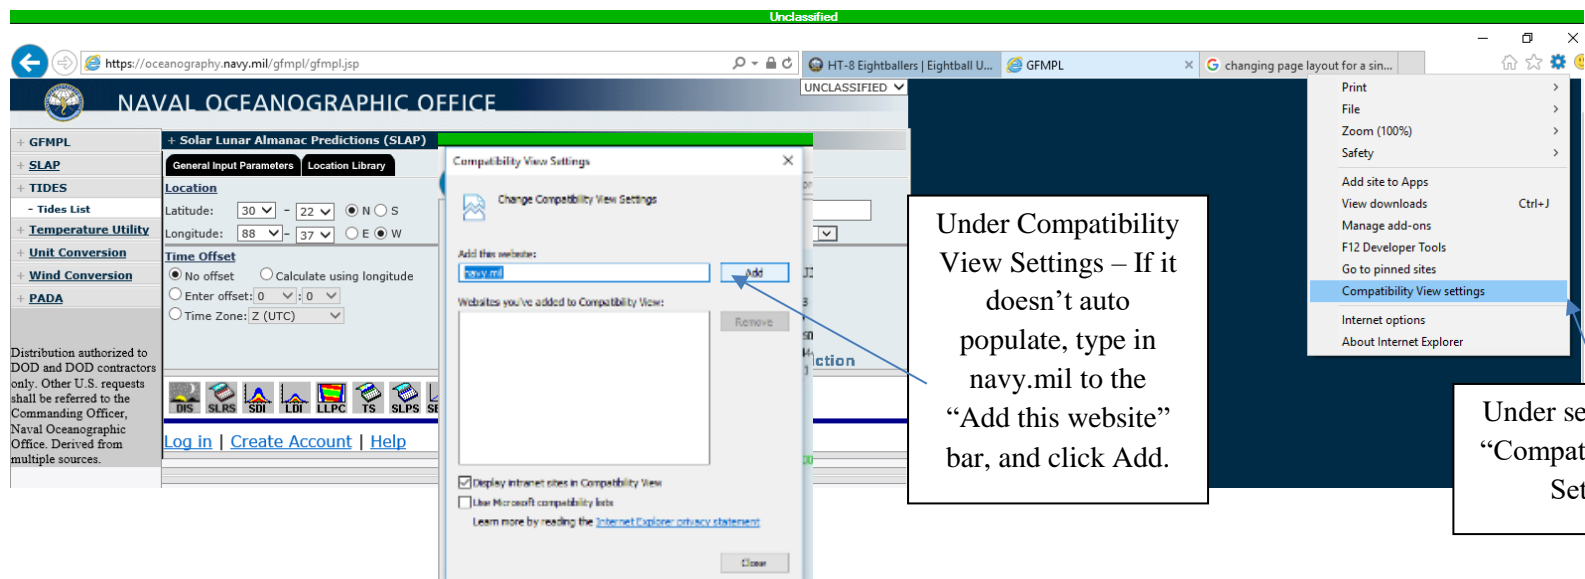 Unclassified
https://oceanography.navy.mil/gfmpl/gfmpl.jsp
HT-8 Eightballers | Eightball U...
GFMPL
changing page layout for a sin...
NAVAL OCEANOGRAPHIC OFFICE
UNCLASSIFIED
GFMPL
SLAP
TIDES
- Tides List
Temperature Utility
Unit Conversion
Wind Conversion
PADA
Distribution authorized to
DOD and DOD contractors
only. Other U.S. requests
shall be referred to the
Commanding Officer,
Naval Oceanographic
Office. Derived from
multiple sources.
+ Solar Lunar Almanac Predictions (SLAP)
General Input Parameters Location Library
Location
Latitude: 30 - 22 N S
Longitude: 88 - 37 E W
Time Offset
No offset Calculate using longitude
Enter offset: 0 : 0
Time Zone: Z (UTC)
DIS SLRS SDI LDI LLPC TS SLPS
Log in | Create Account | Help
Compatibility View Settings
Change Compatibility View Settings
Add this website:
navy.mil Add
Websites you've added to Compatibility View:
Remove
Display intranet sites in Compatibility View
Use Microsoft compatibility lists
Learn more by reading the Internet Explorer privacy statement
Close
Under Compatibility
View Settings – If it
doesn't auto
populate, type in
navy.mil to the
“Add this website”
bar, and click Add.
Print
File
Zoom (100%)
Safety
Add site to Apps
View downloads Ctrl+J
Manage add-ons
F12 Developer Tools
Go to pinned sites
Compatibility View settings
Internet options
About Internet Explorer
Under se
“Compat
Set